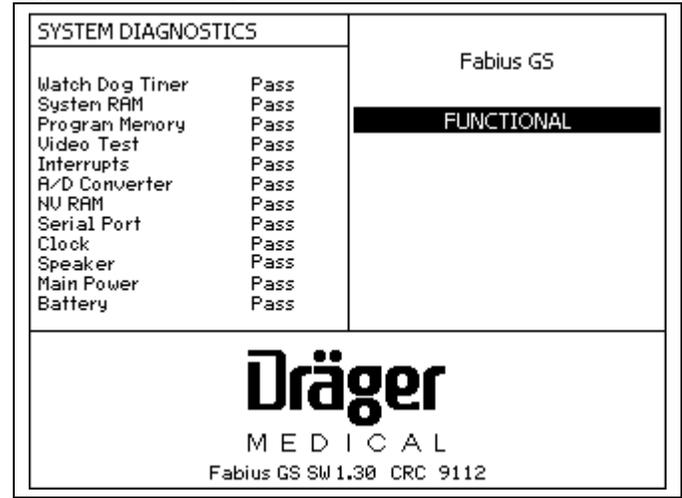 SYSTEM DIAGNOSTICS
Watch Dog Timer Pass
System RAM Pass
Program Memory Pass
Video Test Pass
Interrupts Pass
A/D Converter Pass
NV RAM Pass
Serial Port Pass
Clock Pass
Speaker Pass
Main Power Pass
Battery Pass
Fabius GS
FUNCTIONAL
Dräger
MEDICAL
Fabius GS SW 1.30 CRC 9112